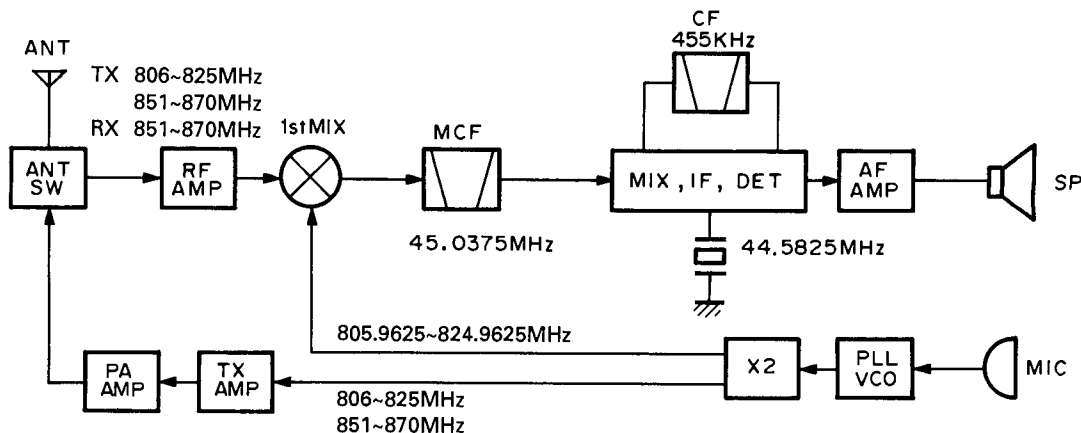 CF
455KHz
ANT
TX 806~825MHz
851~870MHz
RX 851~870MHz
1stMIX
MCF
ANT
SW
RF
AMP
MIX, IF, DET
AF
AMP
SP
45.0375MHz
44.5825MHz
805.9625~824.9625MHz
PA
AMP
TX
AMP
X2
PLL
VCO
MIC
806~825MHz
851~870MHz